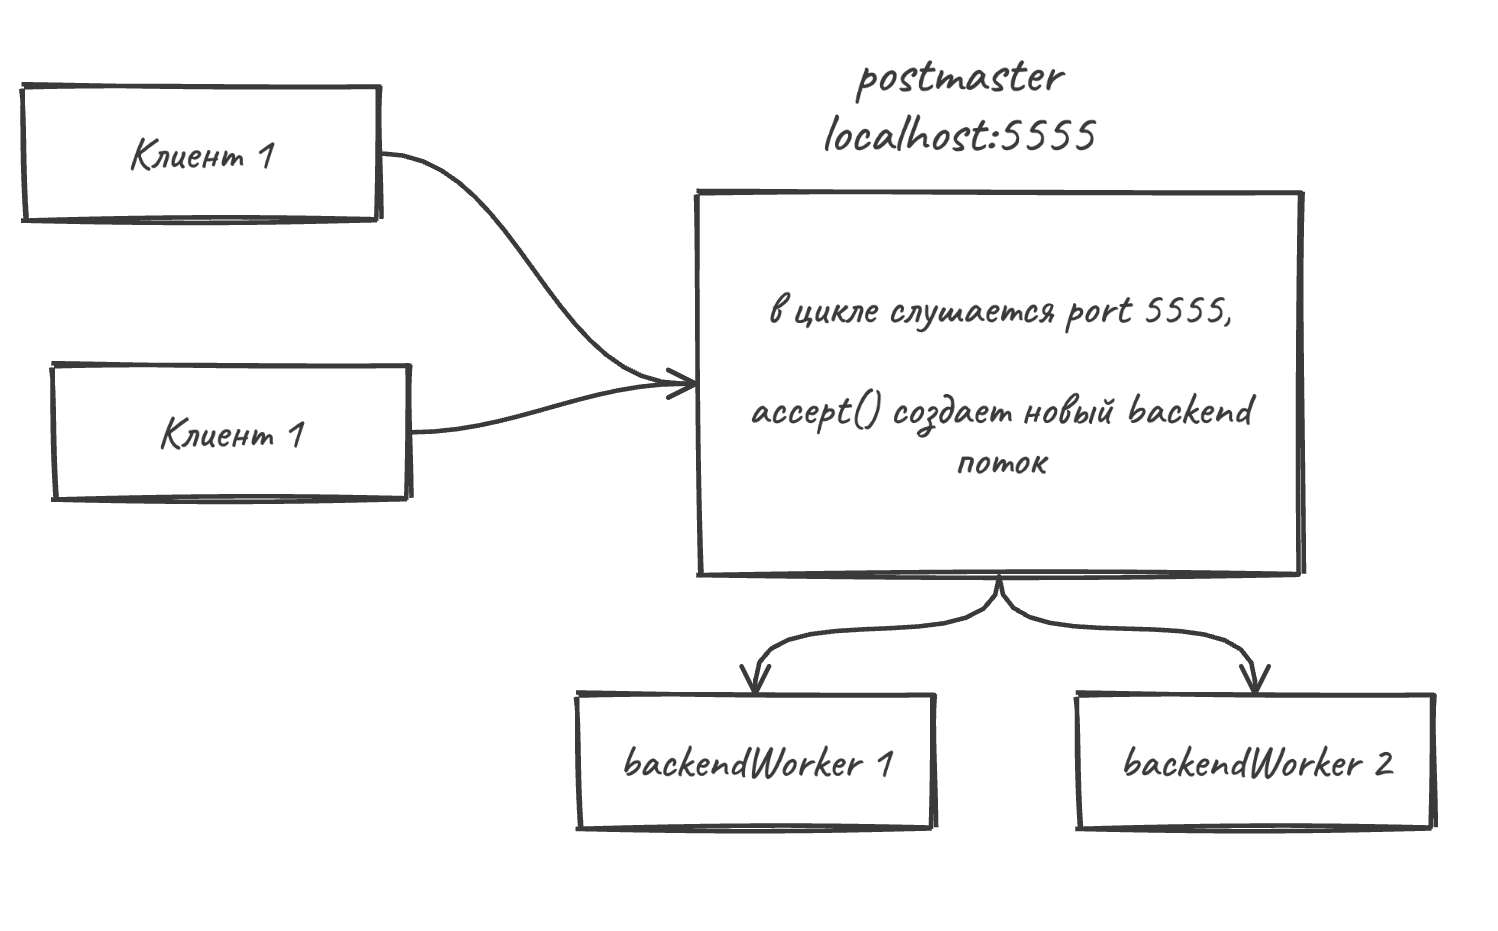 postmaster
localhost:5555
Клиент 1
Клиент 1
в цикле слушается port 5555,
accept() создает новый backend
поток
backendWorker 1
backendWorker 2